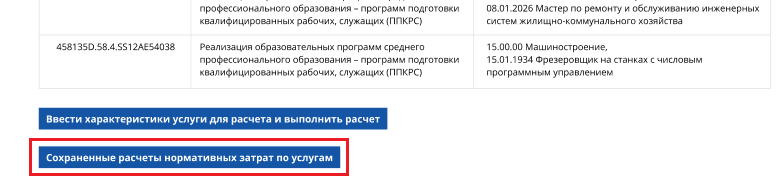 профессионального образования – программ подготовки
квалифицированных рабочих, служащих (ППКРС)
08.01.2026 Мастер по ремонту и обслуживанию инженерных
систем жилищно-коммунального хозяйства
458135D.58.4.SS12AE54038
Реализация образовательных программ среднего
профессионального образования – программ подготовки
квалифицированных рабочих, служащих (ППКРС)
15.00.00 Машиностроение,
15.01.1934 Фрезеровщик на станках с числовым
программным управлением
Ввести характеристики услуги для расчета и выполнить расчет
Сохраненные расчеты нормативных затрат по услугам